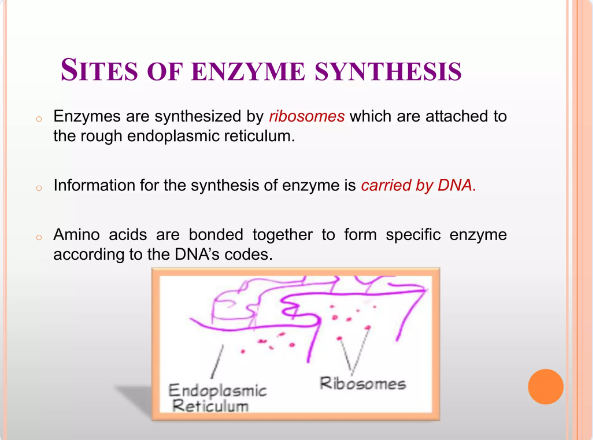 SITES OF ENZYME SYNTHESIS
Enzymes are synthesized by ribosomes which are attached to
the rough endoplasmic reticulum.
Information for the synthesis of enzyme is carried by DNA.
Amino acids are bonded together to form specific enzyme
according to the DNA's codes.
Endoplasmic
Reticulum
Ribosomes